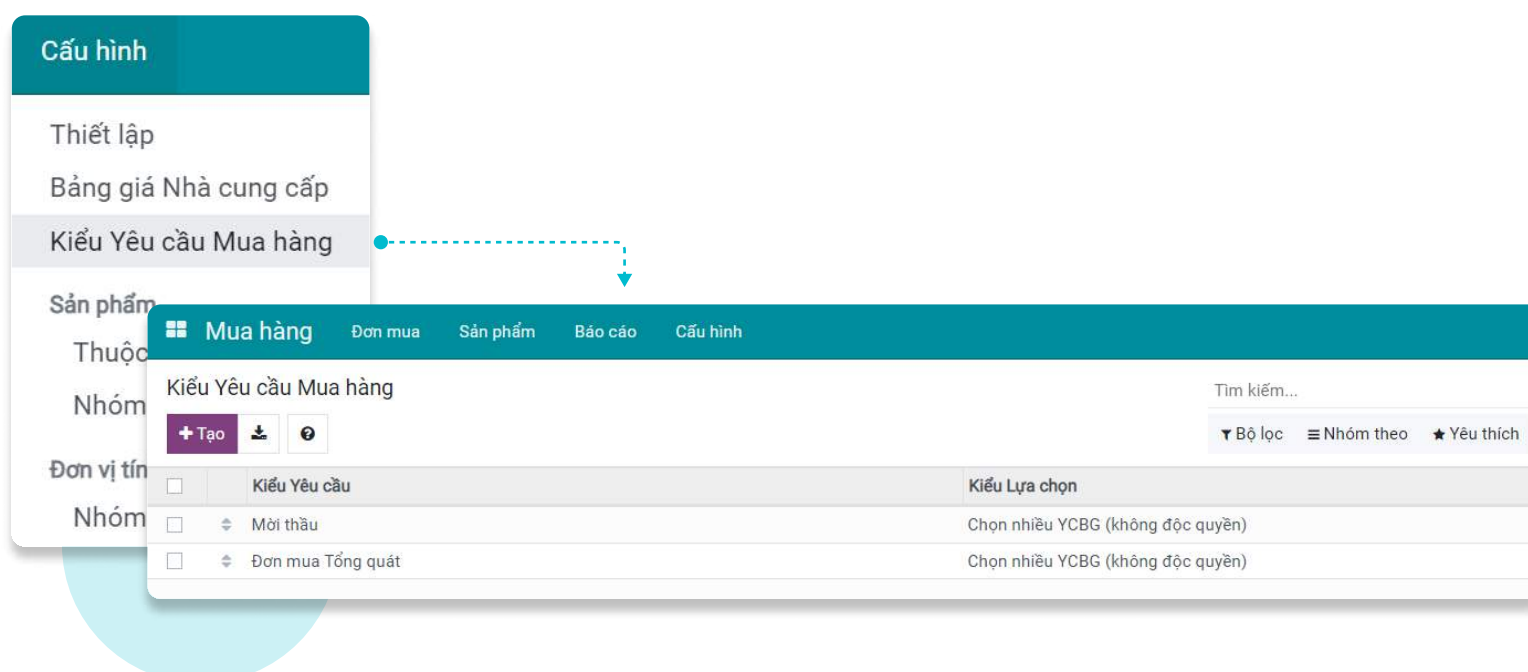 Cấu hình
Thiết lập
Bảng giá Nhà cung cấp
Kiểu Yêu cầu Mua hàng
Sản phẩm
Thuộc
Nhóm
Đơn vị tín
Nhóm
Mua hàng Đơn mua Sản phẩm Báo cáo Cấu hình
Kiểu Yêu cầu Mua hàng
Tìm kiếm...
Tạo
Bộ lọc Nhóm theo Yêu thích
Kiểu Yêu cầu Kiểu Lựa chọn
Mời thầu Chọn nhiều YCBG (không độc quyền)
Đơn mua Tổng quát Chọn nhiều YCBG (không độc quyền)